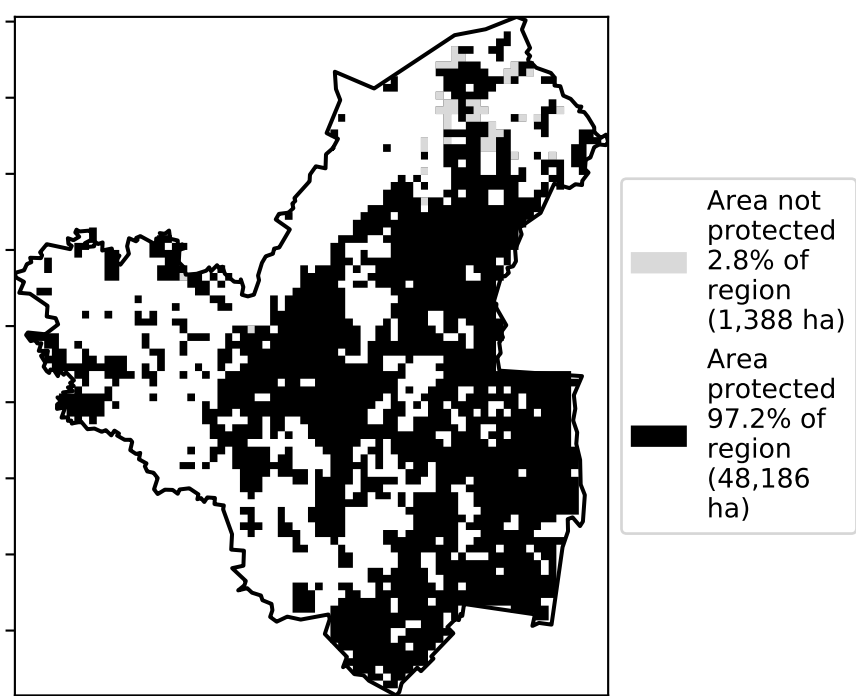 Area not
protected
2.8% of
region
(1,388 ha)
Area
protected
97.2% of
region
(48,186
ha)